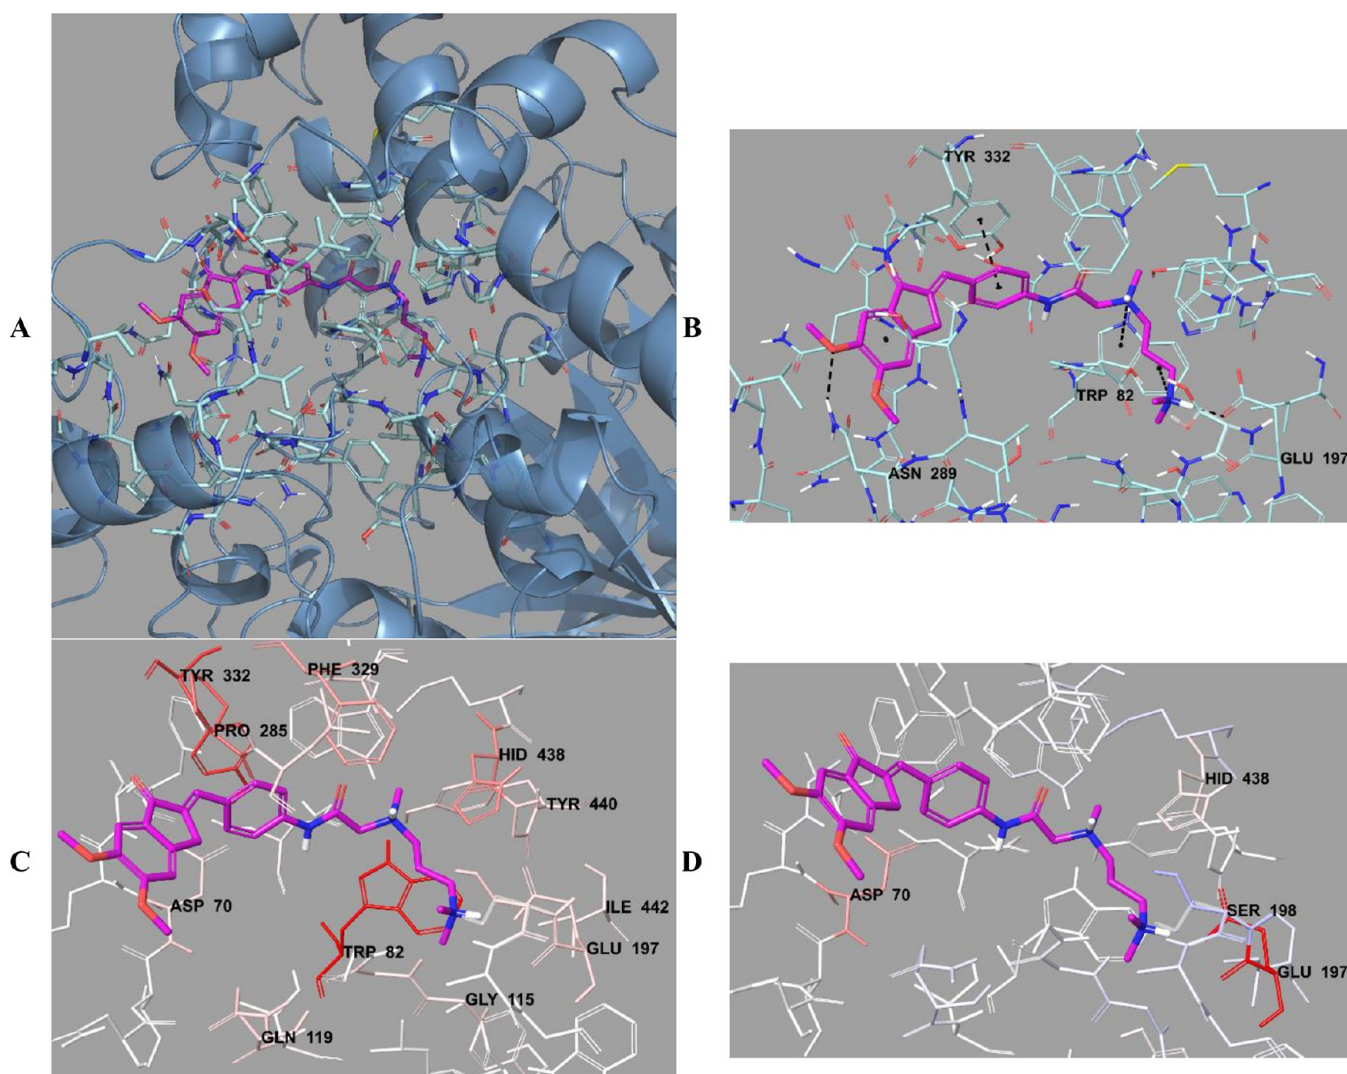 A
B
TYR 332
TRP 82
ASN 289
GLU 197
C
TYR 332
PHE 329
PRO 285
HID 438
TYR 440
ASP 70
ILE 442
TRP 82
GLU 197
GLY 115
GLN 119
D
HID 438
ASP 70
SER 198
GLU 197